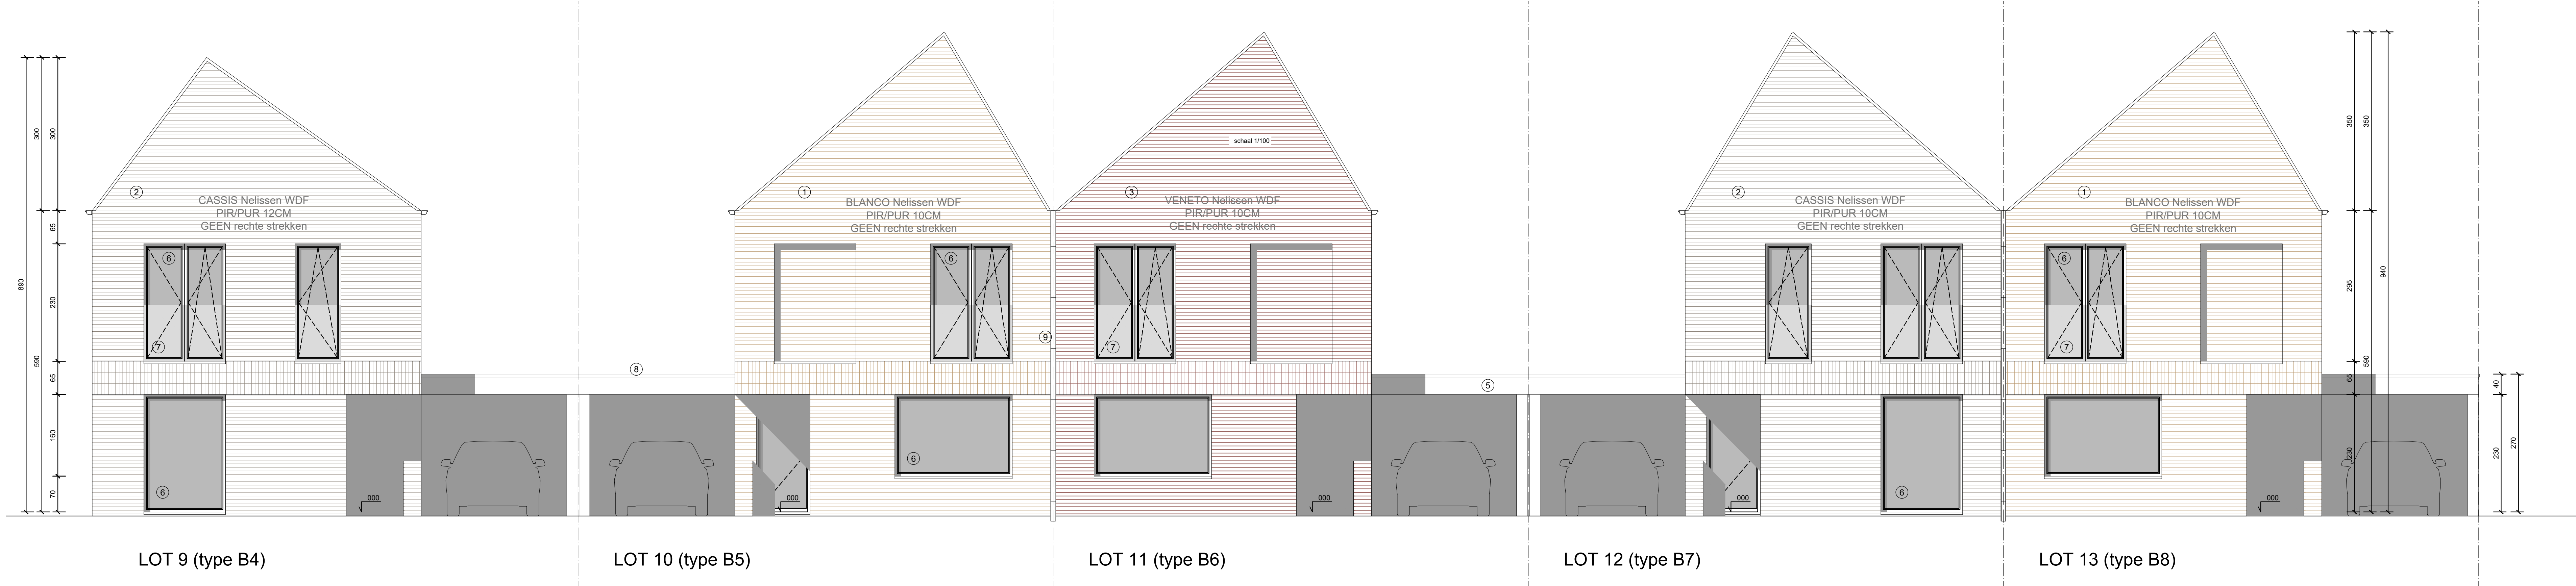 schaal 1/100
2
CASSIS Nelissen WDF
PIR/PUR 12CM
GEEN rechte strekken
1
BLANCO Nelissen WDF
PIR/PUR 10CM
GEEN rechte strekken
3
VENETO Nelissen WDF
PIR/PUR 10CM
GEEN rechte strekken
2
CASSIS Nelissen WDF
PIR/PUR 10CM
GEEN rechte strekken
1
BLANCO Nelissen WDF
PIR/PUR 10CM
GEEN rechte strekken
300
300
65
890
230
590
65
160
70
6
7
6
8
6
9
6
7
5
6
6
7
000
000
000
000
000
350
350
295
940
590
65
230
40
230
270
LOT 9 (type B4)
LOT 10 (type B5)
LOT 11 (type B6)
LOT 12 (type B7)
LOT 13 (type B8)